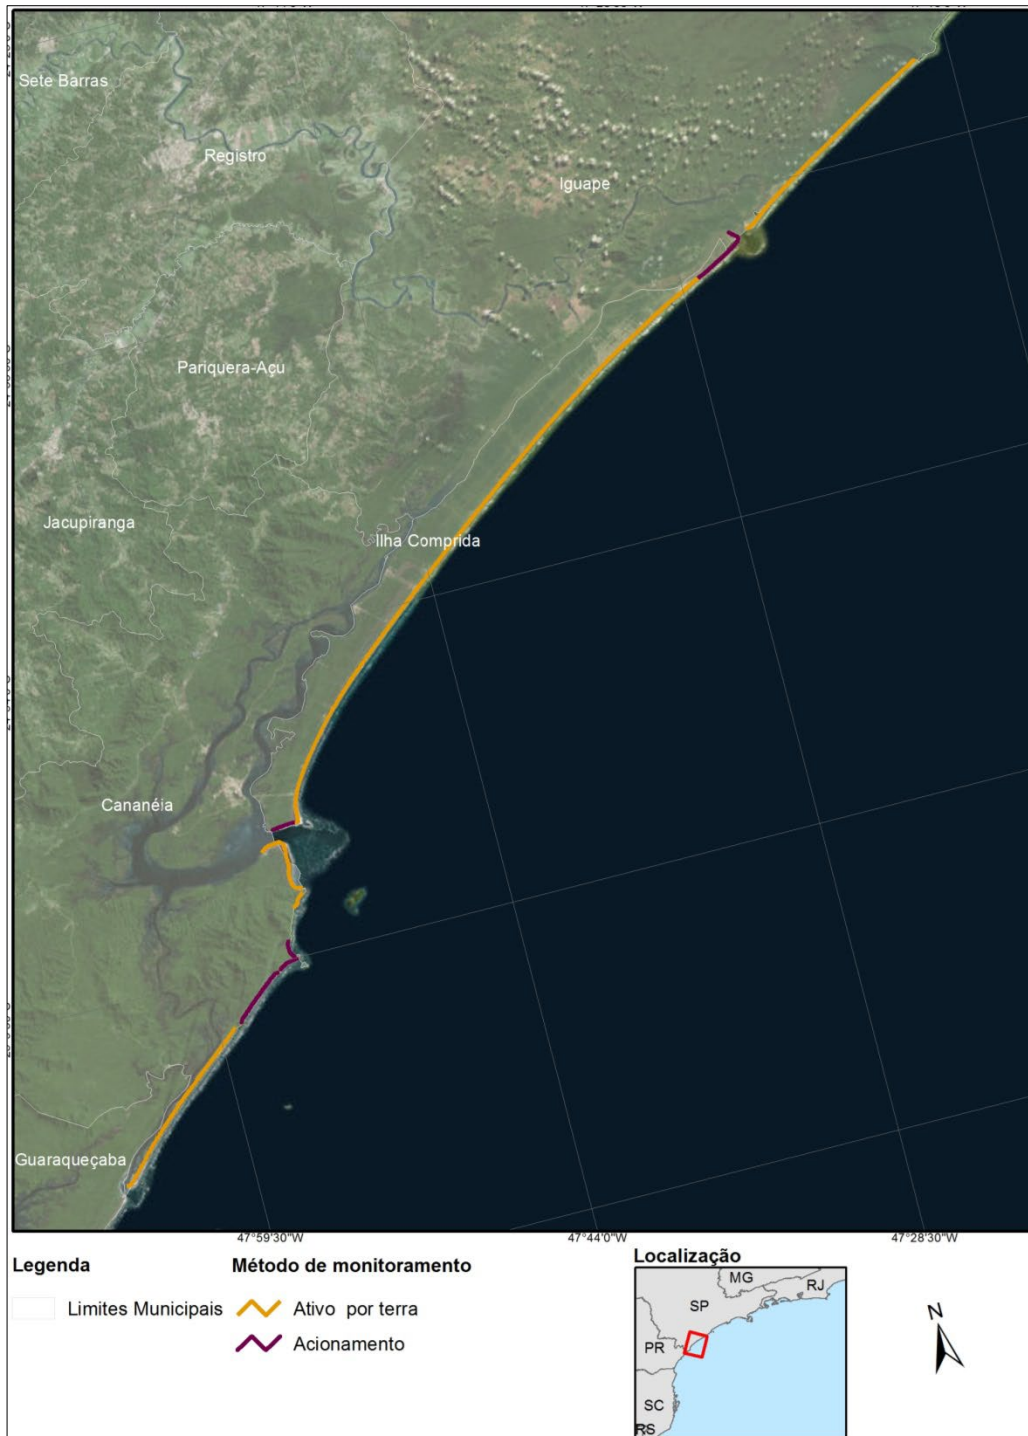 Sete Barras
Registro
Iguape
Pariquera-Açu
Jacupiranga
Ilha Comprida
Cananéia
Guaraqueçaba
47°59'30"W
47°44'0"W
47°28'30"W
Legenda
Limites Municipais
Método de monitoramento
Ativo por terra
Acionamento
Localização
MG
RJ
SP
PR
SC
RS
N